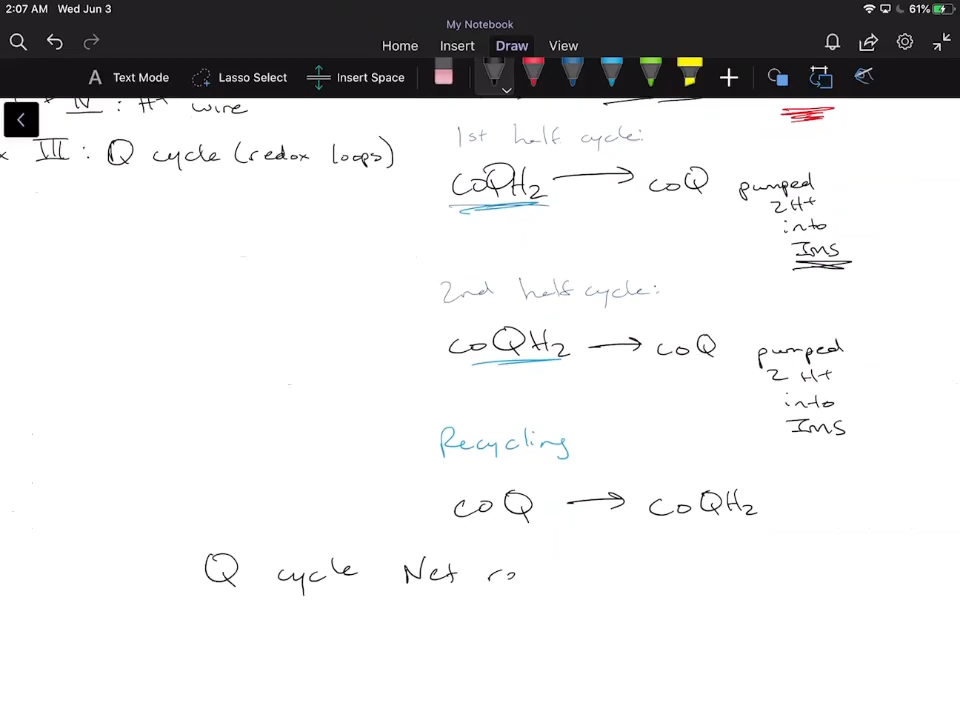 2:07 AM Wed Jun 3
61%
My Notebook
Home Insert Draw View
A Text Mode Lasso Select Insert Space
IV : H+ wire
x III : Q cycle (redox loops)
1st half cycle:
CoQH2 → CoQ pumped
2H+
into
IMS
2nd half cycle:
CoQH2 → CoQ pumped
2 H+
into
IMS
Recycling
CoQ → CoQH2
Q cycle Net